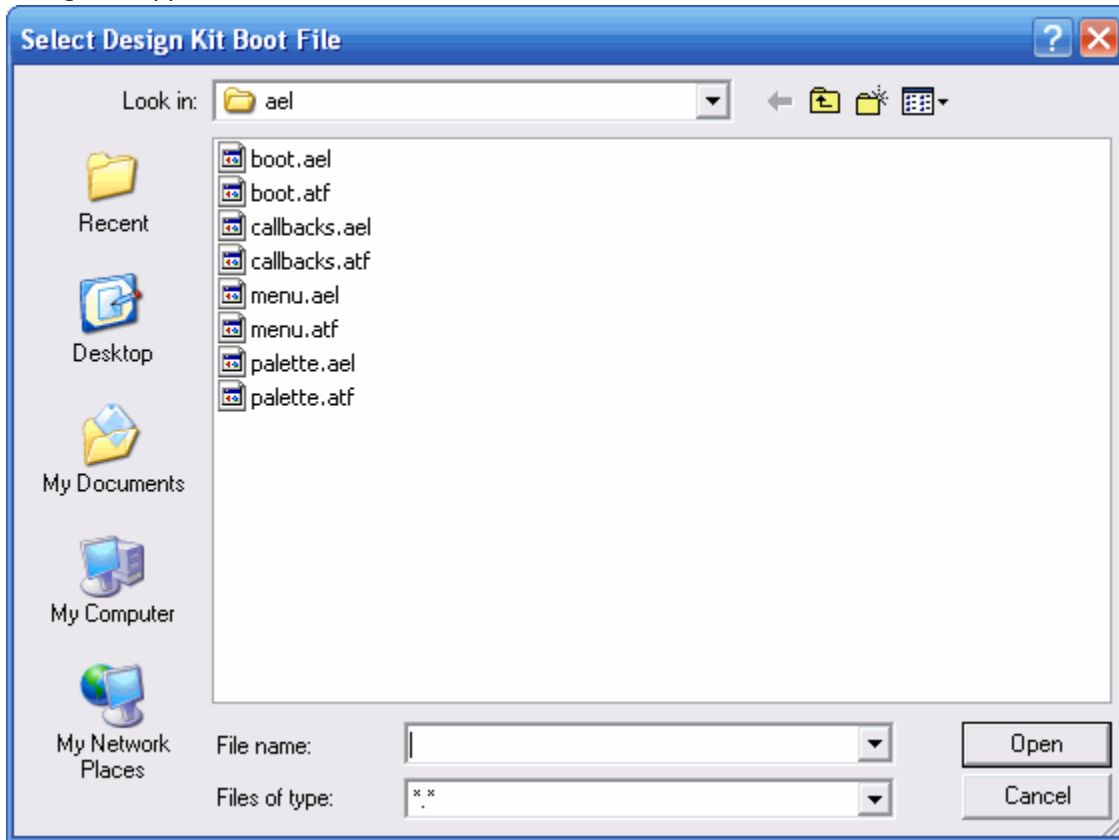 Select Design Kit Boot File
Look in:
ael
boot.ael
boot.atf
callbacks.ael
callbacks.atf
menu.ael
menu.atf
palette.ael
palette.atf
Recent
Desktop
My Documents
My Computer
My Network
Places
File name:
Open
Files of type:
*.*
Cancel